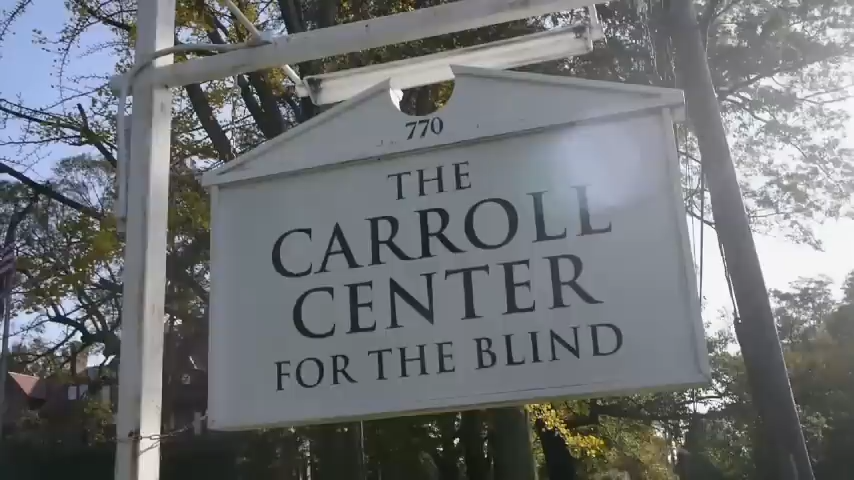 770
THE
CARROLL
CENTER
FOR THE BLIND